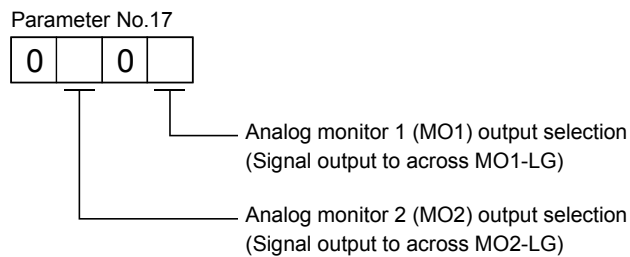 Parameter No.17
0 0
Analog monitor 1 (MO1) output selection
(Signal output to across MO1-LG)
Analog monitor 2 (MO2) output selection
(Signal output to across MO2-LG)